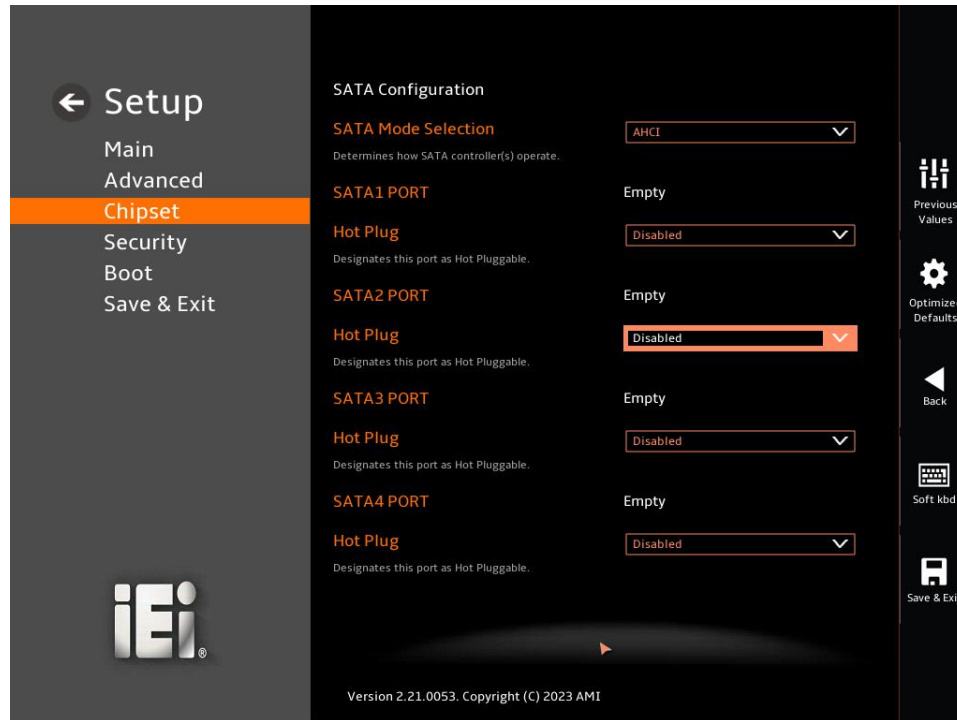 Setup
Main
Advanced
Chipset
Security
Boot
Save & Exit
iEi®
SATA Configuration
SATA Mode Selection
AHCI
Determines how SATA controller(s) operate.
SATA1 PORT
Empty
Hot Plug
Disabled
Designates this port as Hot Pluggable.
SATA2 PORT
Empty
Hot Plug
Disabled
Designates this port as Hot Pluggable.
SATA3 PORT
Empty
Hot Plug
Disabled
Designates this port as Hot Pluggable.
SATA4 PORT
Empty
Hot Plug
Disabled
Designates this port as Hot Pluggable.
Version 2.21.0053. Copyright (C) 2023 AMI
Previous
Values
Optimize
Defaults
Back
Soft kbd
Save & Exi